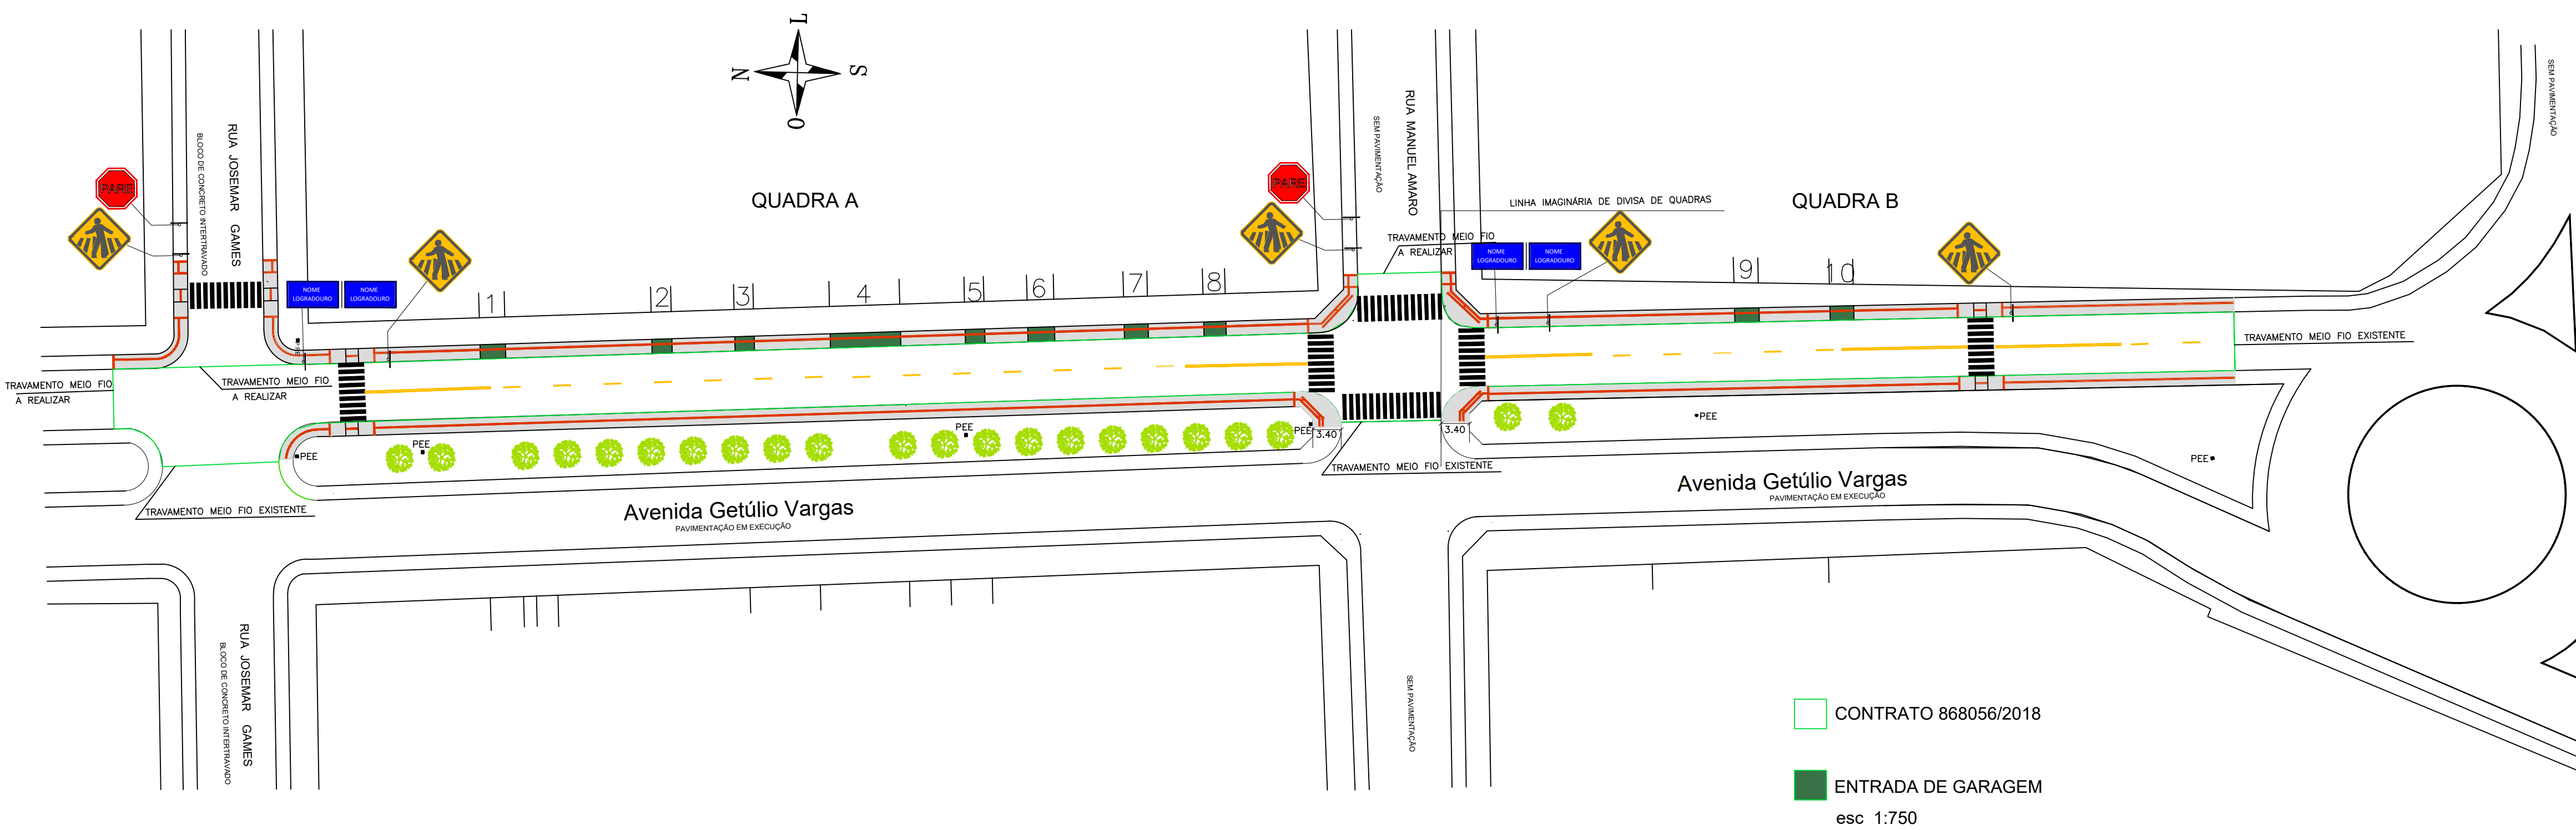 L
N
S
O
RUA JOSEMAR GAMES
BLOCO DE CONCRETO INTERTRAVADO
PARE
QUADRA A
PARE
RUA MANUEL AMARO
SEM PAVIMENTAÇÃO
LINHA IMAGINÁRIA DE DIVISA DE QUADRAS
QUADRA B
SEM PAVIMENTAÇÃO
TRAVAMENTO MEIO FIO
A REALIZAR
NOME
LOGRADOURO
NOME
LOGRADOURO
NOME
LOGRADOURO
NOME
LOGRADOURO
1
2
3
4
5
6
7
8
9
10
PEE
TRAVAMENTO MEIO FIO
A REALIZAR
TRAVAMENTO MEIO FIO
A REALIZAR
TRAVAMENTO MEIO FIO EXISTENTE
PEE
PEE
PEE
PEE
3.40
3.40
PEE
PEE
TRAVAMENTO MEIO FIO EXISTENTE
TRAVAMENTO MEIO FIO EXISTENTE
Avenida Getúlio Vargas
PAVIMENTAÇÃO EM EXECUÇÃO
Avenida Getúlio Vargas
PAVIMENTAÇÃO EM EXECUÇÃO
RUA JOSEMAR GAMES
BLOCO DE CONCRETO INTERTRAVADO
SEM PAVIMENTAÇÃO
CONTRATO 868056/2018
ENTRADA DE GARAGEM
esc 1:750